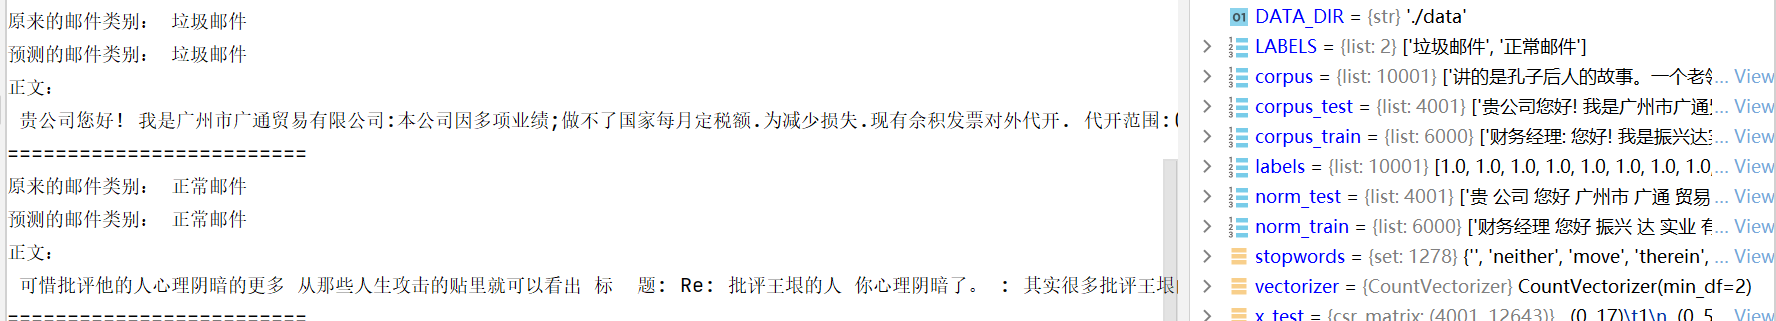 原来的邮件类别： 垃圾邮件
预测的邮件类别： 垃圾邮件
正文：
贵公司您好! 我是广州市广通贸易有限公司:本公司因多项业绩;做不了国家每月定税额.为减少损失.现有余积发票对外代开. 代开范围:(
=========================
原来的邮件类别： 正常邮件
预测的邮件类别： 正常邮件
正文：
可惜批评他的人心理阴暗的更多 从那些人生攻击的贴里就可以看出 标 题: Re: 批评王垠的人 你心理阴暗了。 : 其实很多批评王垠
=========================
DATA_DIR = {str} './data'
LABELS = {list: 2} ['垃圾邮件', '正常邮件']
corpus = {list: 10001} ['讲的是孔子后人的故事。一个老... View
corpus_test = {list: 4001} ['贵公司您好! 我是广州市广通... View
corpus_train = {list: 6000} ['财务经理: 您好! 我是振兴达... View
labels = {list: 10001} [1.0, 1.0, 1.0, 1.0, 1.0, 1.0, 1.0, 1.0,... View
norm_test = {list: 4001} ['贵 公司 您好 广州市 广通 贸易... View
norm_train = {list: 6000} ['财务经理 您好 振兴 达 实业 有... View
stopwords = {set: 1278} {'', 'neither', 'move', 'therein',... View
vectorizer = {CountVectorizer} CountVectorizer(min_df=2)
x_test = {csr_matrix: (4001, 12643)} (0, 17)\t1\n (0, 5... View